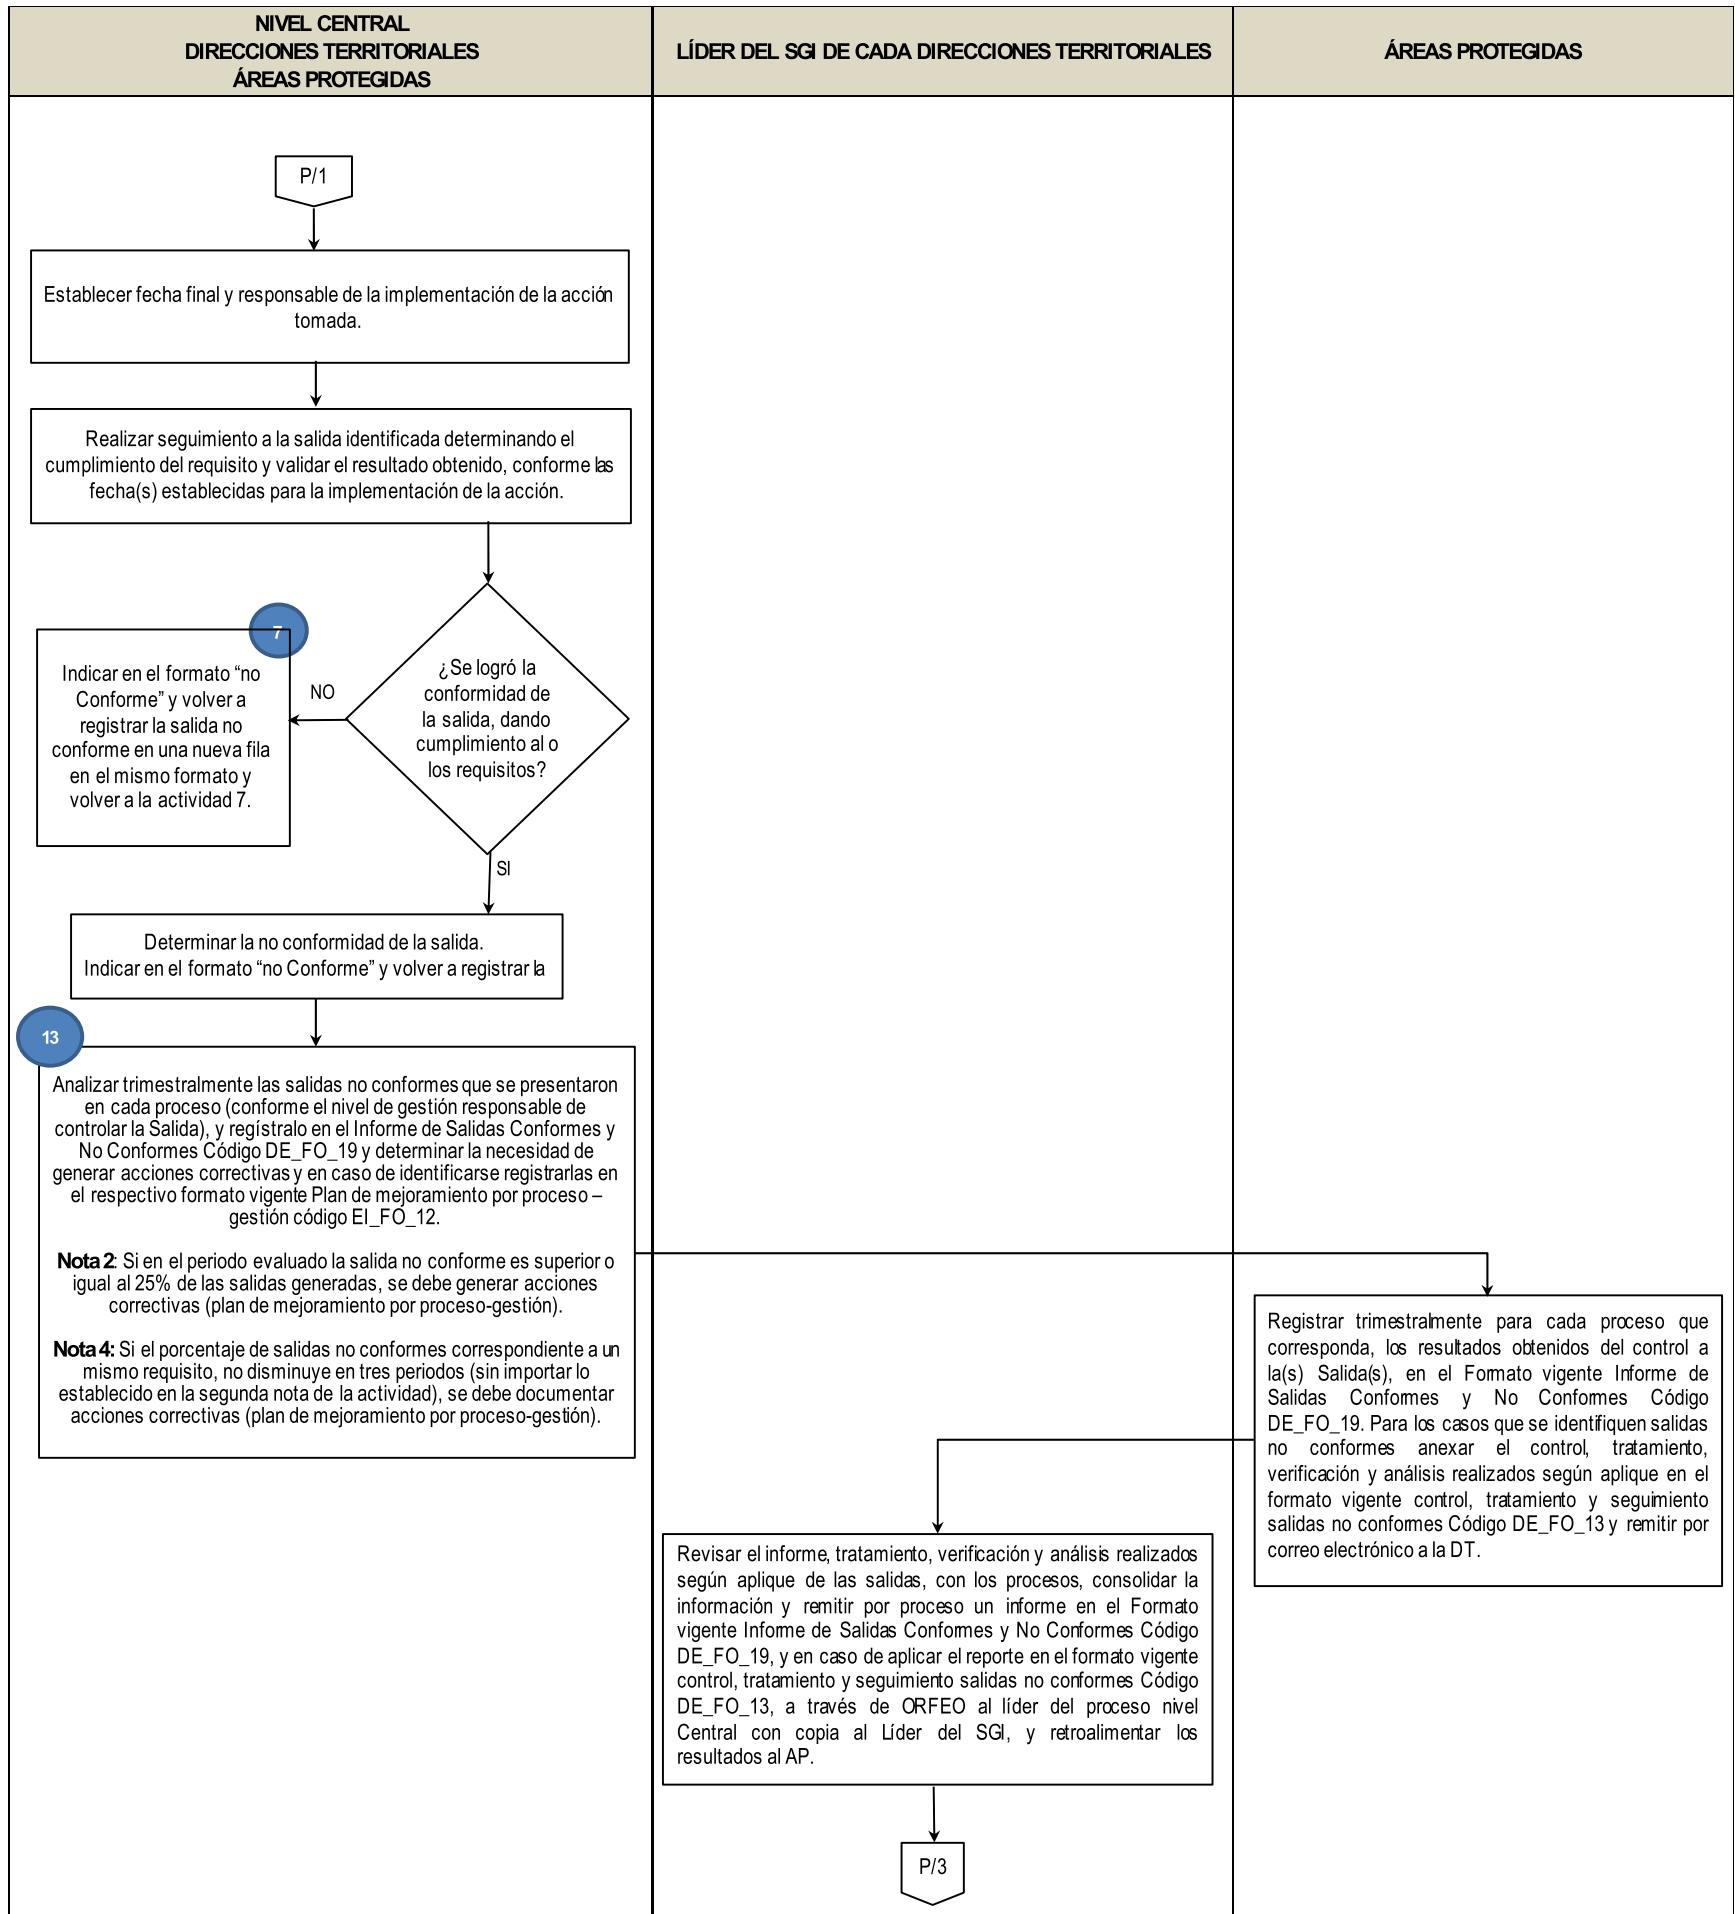 NIVEL CENTRAL
DIRECCIONES TERRITORIALES
ÁREAS PROTEGIDAS
LÍDER DEL SGI DE CADA DIRECCIONES TERRITORIALES
ÁREAS PROTEGIDAS
P/1
Establecer fecha final y responsable de la implementación de la acción
tomada.
Realizar seguimiento a la salida identificada determinando el
cumplimiento del requisito y validar el resultado obtenido, conforme las
fecha(s) establecidas para la implementación de la acción.
7
Indicar en el formato “no
Conforme” y volver a
registrar la salida no
conforme en una nueva fila
en el mismo formato y
volver a la actividad 7.
NO
¿Se logró la
conformidad de
la salida, dando
cumplimiento al o
los requisitos?
SI
Determinar la no conformidad de la salida.
Indicar en el formato “no Conforme” y volver a registrar la
13
Analizar trimestralmente las salidas no conformes que se presentaron
en cada proceso (conforme el nivel de gestión responsable de
controlar la Salida), y regístralo en el Informe de Salidas Conformes y
No Conformes Código DE_FO_19 y determinar la necesidad de
generar acciones correctivas y en caso de identificarse registrarlas en
el respectivo formato vigente Plan de mejoramiento por proceso –
gestión código EI_FO_12.
Nota 2: Si en el periodo evaluado la salida no conforme es superior o
igual al 25% de las salidas generadas, se debe generar acciones
correctivas (plan de mejoramiento por proceso-gestión).
Nota 4: Si el porcentaje de salidas no conformes correspondiente a un
mismo requisito, no disminuye en tres periodos (sin importar lo
establecido en la segunda nota de la actividad), se debe documentar
acciones correctivas (plan de mejoramiento por proceso-gestión).
Registrar trimestralmente para cada proceso que
corresponda, los resultados obtenidos del control a
la(s) Salida(s), en el Formato vigente Informe de
Salidas Conformes y No Conformes Código
DE_FO_19. Para los casos que se identifiquen salidas
no conformes anexar el control, tratamiento,
verificación y análisis realizados según aplique en el
formato vigente control, tratamiento y seguimiento
salidas no conformes Código DE_FO_13 y remitir por
correo electrónico a la DT.
Revisar el informe, tratamiento, verificación y análisis realizados
según aplique de las salidas, con los procesos, consolidar la
información y remitir por proceso un informe en el Formato
vigente Informe de Salidas Conformes y No Conformes Código
DE_FO_19, y en caso de aplicar el reporte en el formato vigente
control, tratamiento y seguimiento salidas no conformes Código
DE_FO_13, a través de ORFEO al líder del proceso nivel
Central con copia al Líder del SGI, y retroalimentar los
resultados al AP.
P/3